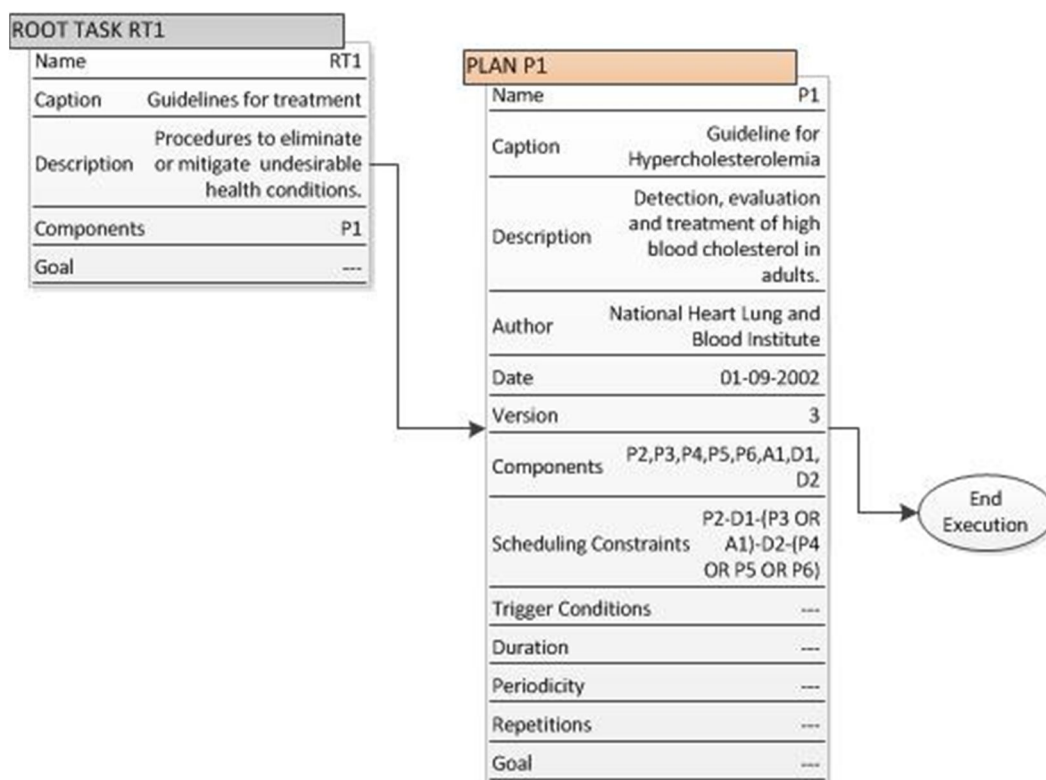 ROOT TASK RT1
Name RT1
Caption Guidelines for treatment
Procedures to eliminate
Description or mitigate undesirable
health conditions.
Components P1
Goal ---
PLAN P1
Name P1
Guideline for
Caption
Hypercholesterolemia
Detection, evaluation
and treatment of high
Description
blood cholesterol in
adults.
National Heart Lung and
Author
Blood Institute
Date 01-09-2002
Version 3
P2,P3,P4,P5,P6,A1,D1,
Components
D2
P2-D1-(P3 OR
Scheduling Constraints A1)-D2-(P4
OR P5 OR P6)
Trigger Conditions ---
Duration ---
Periodicity ---
Repetitions ---
Goal ---
End
Execution